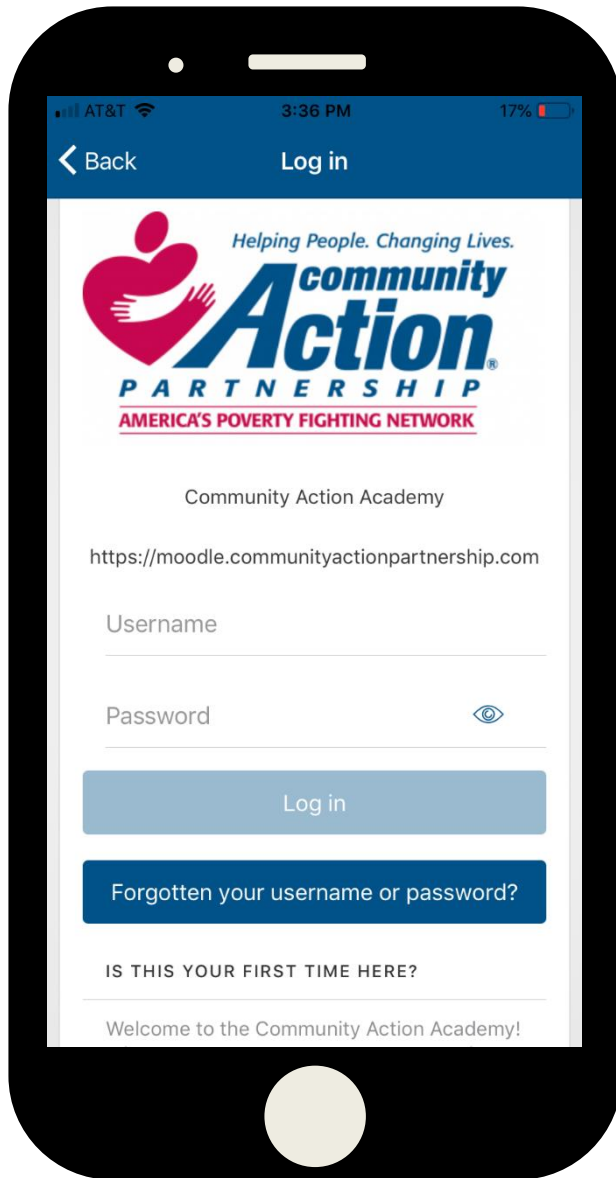 AT&T 3:36 PM 17%
Back Log in
Helping People. Changing Lives.
community
Action®
PARTNERSHIP
AMERICA'S POVERTY FIGHTING NETWORK
Community Action Academy
https://moodle.communityactionpartnership.com
Username
Password
Log in
Forgotten your username or password?
IS THIS YOUR FIRST TIME HERE?
Welcome to the Community Action Academy!